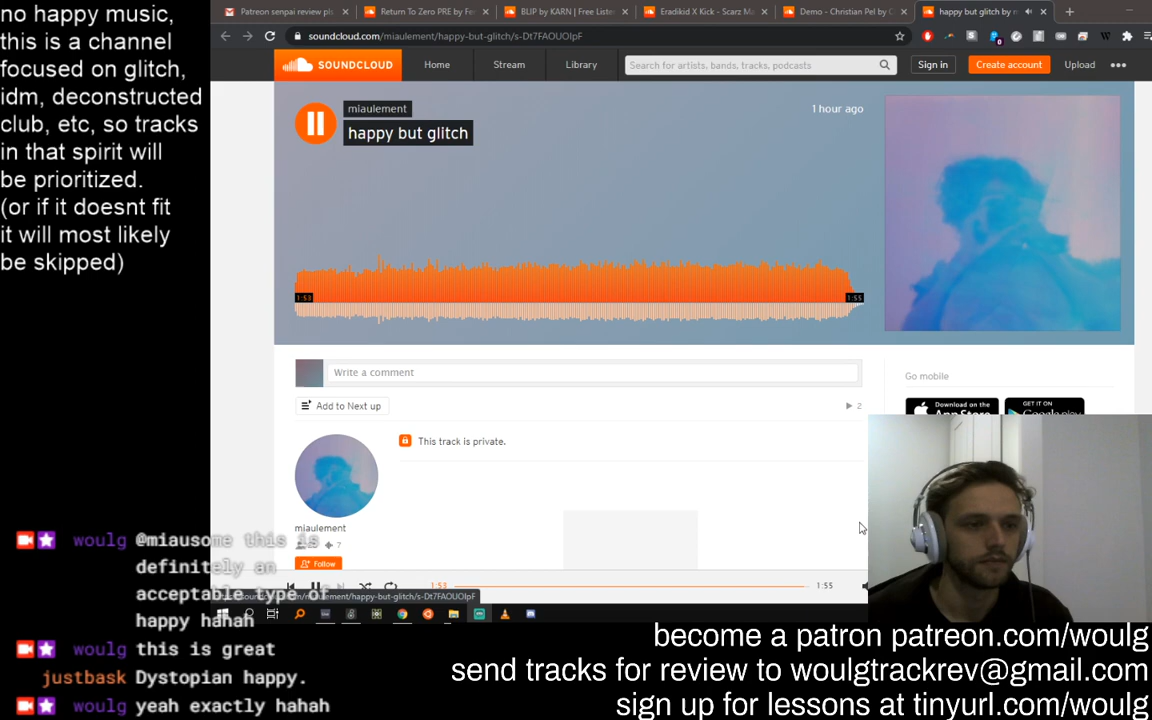 no happy music,
this is a channel
focused on glitch,
idm, deconstructed
club, etc, so tracks
in that spirit will
be prioritized.
(or if it doesnt fit
it will most likely
be skipped)
Patreon senpai review pls
Return To Zero PRE by Fer
BLIP by KARN | Free Listen
Eradikid X Kick - Scarz Ma
Demo - Christian Pel by C
happy but glitch by m
soundcloud.com/miaulement/happy-but-glitch/s-Dt7FAOUOIpF
SOUNDCLOUD
Home
Stream
Library
Search for artists, bands, tracks, podcasts
Sign in
Create account
Upload
miaulement
happy but glitch
1 hour ago
1:53
1:55
Write a comment
Add to Next up
2
This track is private.
miaulement
7
Follow
Go mobile
Download on the
App Store
GET IT ON
Google play
1:53
1:55
woulg @miausome this is
definitely an
acceptable type of
happy hahah
woulg this is great
justbask Dystopian happy.
woulg yeah exactly hahah
become a patron patreon.com/woulg
send tracks for review to woulgtrackrev@gmail.com
sign up for lessons at tinyurl.com/woulg